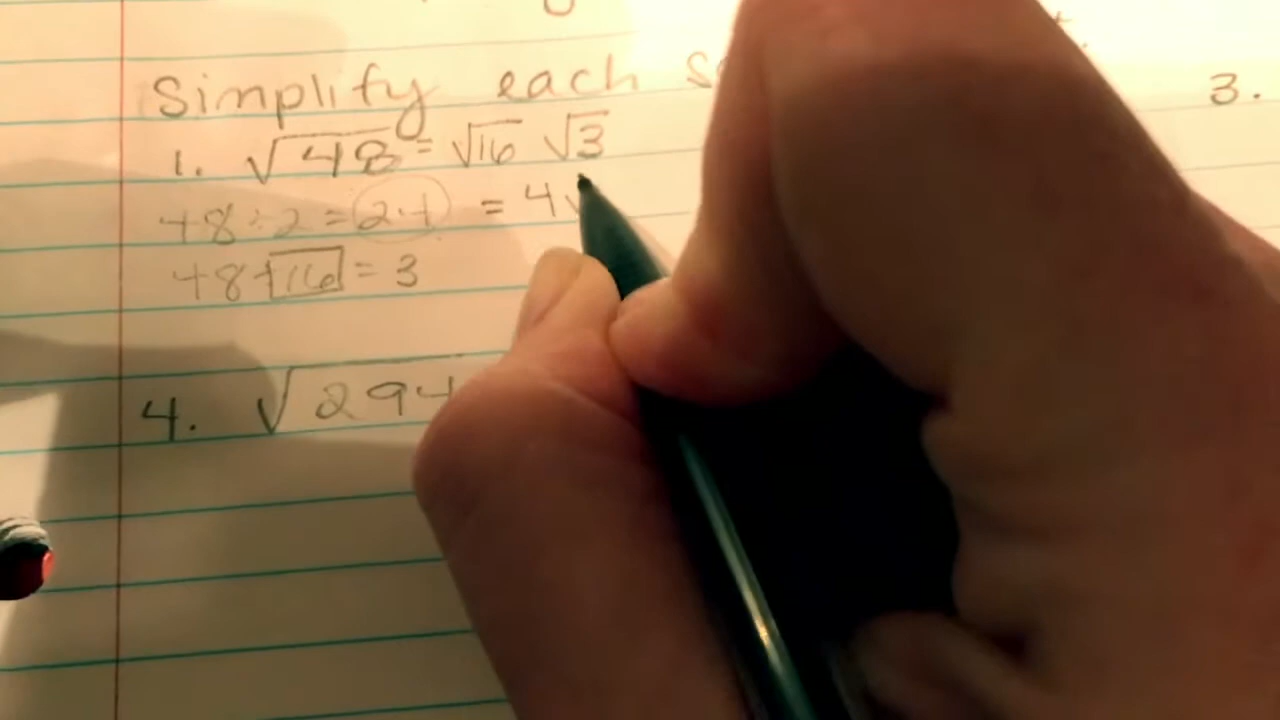 Simplify each
3.
1. √48 = √16 √3
48÷2 = 24 = 4√
48÷16 = 3
4. √294